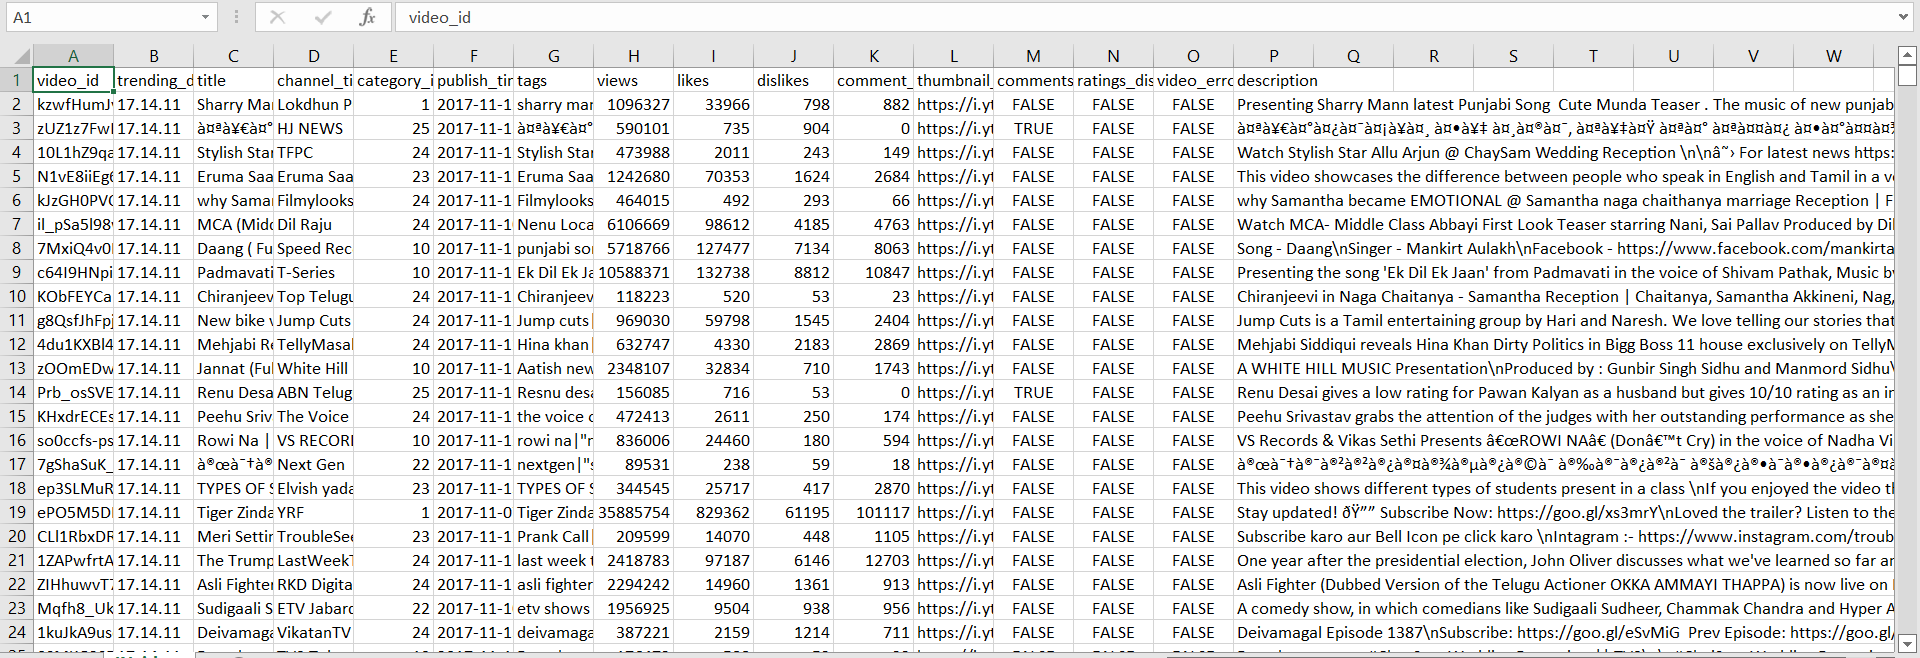 A1 fx video_id
A B C D E F G H I J K L M N O P Q R S T U V W
1 video_id trending_d title channel_ti category_i publish_tin tags views likes dislikes comment_ thumbnail_ comments ratings_dis video_erro description
2 kzwfHumJ 17.14.11 Sharry Mar Lokdhun P 1 2017-11-1 sharry mar 1096327 33966 798 882 https://i.yt FALSE FALSE FALSE Presenting Sharry Mann latest Punjabi Song Cute Munda Teaser . The music of new punjab
3 zUZ1z7FwI 17.14.11 पीर HJ NEWS 25 2017-11-1 590101 735 904 0 https://i.yt TRUE FALSE FALSE
4 10L1hZ9qa 17.14.11 Stylish Star TFPC 24 2017-11-1 Stylish Star 473988 2011 243 149 https://i.yt FALSE FALSE FALSE Watch Stylish Star Allu Arjun @ ChaySam Wedding Reception \n\nâ˜› For latest news https:
5 N1vE8iiEg 17.14.11 Eruma Saa Eruma Saa 23 2017-11-1 Eruma Saa 1242680 70353 1624 2684 https://i.yt FALSE FALSE FALSE This video showcases the difference between people who speak in English and Tamil in a v
6 kJzGH0PV 17.14.11 why Samar Filmylooks 24 2017-11-1 Filmylooks 464015 492 293 66 https://i.yt FALSE FALSE FALSE why Samantha became EMOTIONAL @ Samantha naga chaithanya marriage Reception | F
7 il_pSa5l98 17.14.11 MCA (Midd Dil Raju 24 2017-11-1 Nenu Loca 6106669 98612 4185 4763 https://i.yt FALSE FALSE FALSE Watch MCA- Middle Class Abbayi First Look Teaser starring Nani, Sai Pallav Produced by Dil
8 7MxiQ4v0 17.14.11 Daang ( Fu Speed Rec 10 2017-11-1 punjabi so 5718766 127477 7134 8063 https://i.yt FALSE FALSE FALSE Song - Daang\nSinger - Mankirt Aulakh\nFacebook - https://www.facebook.com/mankirta
9 c64I9HNpi 17.14.11 Padmavati T-Series 10 2017-11-1 Ek Dil Ek Ja 10588371 132738 8812 10847 https://i.yt FALSE FALSE FALSE Presenting the song 'Ek Dil Ek Jaan' from Padmavati in the voice of Shivam Pathak, Music by
10 KObFEYCa 17.14.11 Chiranjeev Top Telugu 24 2017-11-1 Chiranjeev 118223 520 53 23 https://i.yt FALSE FALSE FALSE Chiranjeevi in Naga Chaitanya - Samantha Reception | Chaitanya, Samantha Akkineni, Nag,
11 g8QsfJhFpj 17.14.11 New bike v Jump Cuts 24 2017-11-1 Jump cuts| 969030 59798 1545 2404 https://i.yt FALSE FALSE FALSE Jump Cuts is a Tamil entertaining group by Hari and Naresh. We love telling our stories that
12 4du1KXBl4 17.14.11 Mehjabi Re TellyMasal 24 2017-11-1 Hina khan| 632747 4330 2183 2869 https://i.yt FALSE FALSE FALSE Mehjabi Siddiqui reveals Hina Khan Dirty Politics in Bigg Boss 11 house exclusively on TellyM
13 zOOmEDw 17.14.11 Jannat (Ful White Hill 10 2017-11-1 Aatish new 2348107 32834 710 1743 https://i.yt FALSE FALSE FALSE A WHITE HILL MUSIC Presentation\nProduced by : Gunbir Singh Sidhu and Manmord Sidhu\
14 Prb_osSVE 17.14.11 Renu Desa ABN Telug 25 2017-11-1 Resnu desa 156085 716 53 0 https://i.yt TRUE FALSE FALSE Renu Desai gives a low rating for Pawan Kalyan as a husband but gives 10/10 rating as an in
15 KHxdrECEs 17.14.11 Peehu Sriv The Voice 24 2017-11-1 the voice o 472413 2611 250 174 https://i.yt FALSE FALSE FALSE Peehu Srivastav grabs the attention of the judges with her outstanding performance as she
16 so0ccfs-ps 17.14.11 Rowi Na | VS RECORI 10 2017-11-1 rowi na|"r 836006 24460 180 594 https://i.yt FALSE FALSE FALSE VS Records & Vikas Sethi Presents â€œROWI NAâ€ (Donâ€™t Cry) in the voice of Nadha Vi
17 7gShaSuK_ 17.14.11 Next Gen 22 2017-11-1 nextgen|"s 89531 238 59 18 https://i.yt FALSE FALSE FALSE
18 ep3SLMuR 17.14.11 TYPES OF S Elvish yada 23 2017-11-1 TYPES OF S 344545 25717 417 2870 https://i.yt FALSE FALSE FALSE This video shows different types of students present in a class \nIf you enjoyed the video th
19 ePO5M5D 17.14.11 Tiger Zinda YRF 1 2017-11-0 Tiger Zinda 35885754 829362 61195 101117 https://i.yt FALSE FALSE FALSE Stay updated! ðŸ”” Subscribe Now: https://goo.gl/xs3mrY\nLoved the trailer? Listen to the
20 CLl1RbxDR 17.14.11 Meri Settin TroubleSee 23 2017-11-1 Prank Call| 209599 14070 448 1105 https://i.yt FALSE FALSE FALSE Subscribe karo aur Bell Icon pe click karo \nIntagram :- https://www.instagram.com/troub
21 1ZAPwfrtA 17.14.11 The Trump LastWeekT 24 2017-11-1 last week t 2418783 97187 6146 12703 https://i.yt FALSE FALSE FALSE One year after the presidential election, John Oliver discusses what we've learned so far an
22 ZIHhuwvT7 17.14.11 Asli Fighter RKD Digita 24 2017-11-1 asli fighter 2294242 14960 1361 913 https://i.yt FALSE FALSE FALSE Asli Fighter (Dubbed Version of the Telugu Actioner OKKA AMMAYI THAPPA) is now live on
23 Mqfh8_Uk 17.14.11 Sudigaali S ETV Jabard 22 2017-11-1 etv shows 1956925 9504 938 956 https://i.yt FALSE FALSE FALSE A comedy show, in which comedians like Sudigaali Sudheer, Chammak Chandra and Hyper A
24 1kuJkA9us 17.14.11 Deivamaga VikatanTV 24 2017-11-1 deivamaga 387221 2159 1214 711 https://i.yt FALSE FALSE FALSE Deivamagal Episode 1387\nSubscribe: https://goo.gl/eSvMiG Prev Episode: https://goo.gl/